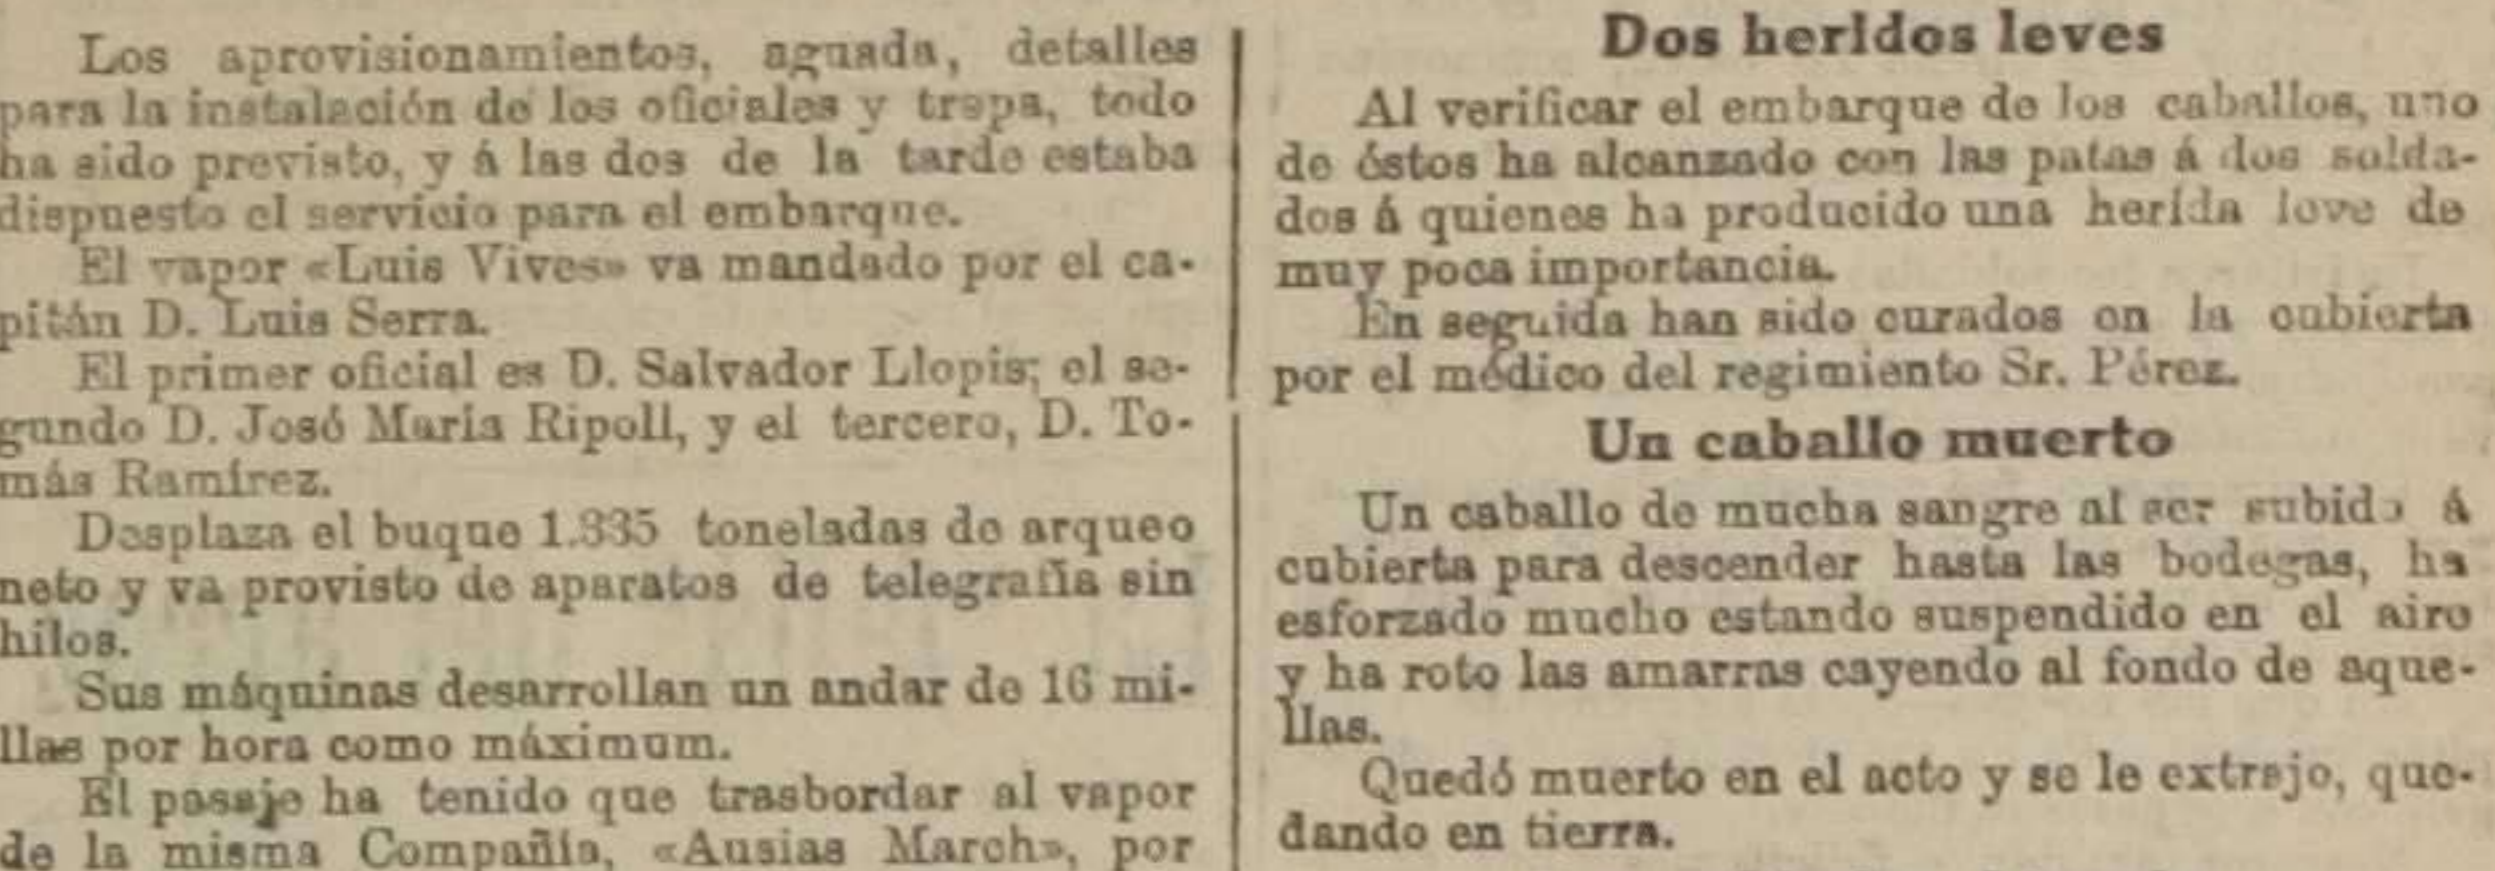 Los aprovisionamientos, aguada, detalles
para la instalación de los oficiales y tropa, todo
ha sido previsto, y á las dos de la tarde estaba
dispuesto el servicio para el embarque.
El vapor «Luis Vives» va mandado por el ca-
pitán D. Luis Serra.
El primer oficial es D. Salvador Llopis; el se-
gundo D. José María Ripoll, y el tercero, D. To-
más Ramírez.
Desplaza el buque 1.335 toneladas de arqueo
neto y va provisto de aparatos de telegrafía sin
hilos.
Sus máquinas desarrollan un andar de 16 mi-
llas por hora como máximum.
El pasaje ha tenido que trasbordar al vapor
de la misma Compañía, «Ausias March», por
Dos heridos leves
Al verificar el embarque de los caballos, uno
de éstos ha alcanzado con las patas á dos solda-
dos á quienes ha producido una herida leve de
muy poca importancia.
En seguida han sido curados en la cubierta
por el médico del regimiento Sr. Pérez.
Un caballo muerto
Un caballo de mucha sangre al ser subido á
cubierta para descender hasta las bodegas, ha
esforzado mucho estando suspendido en el aire
y ha roto las amarras cayendo al fondo de aque-
llas.
Quedó muerto en el acto y se le extrajo, que-
dando en tierra.